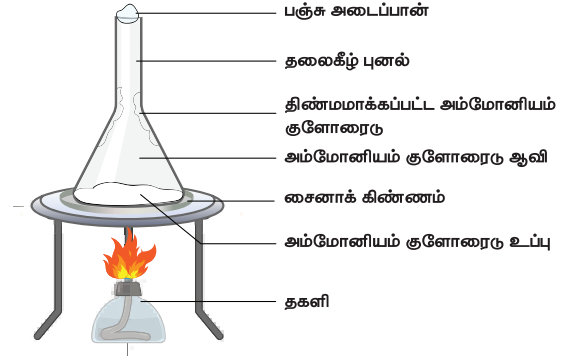 பஞ்சு அடைப்பான்
தலைகீழ் புனல்
திண்மமாக்கப்பட்ட அம்மோனியம்
குளோரைடு
அம்மோனியம் குளோரைடு ஆவி
சைனாக் கிண்ணம்
அம்மோனியம் குளோரைடு உப்பு
தகளி